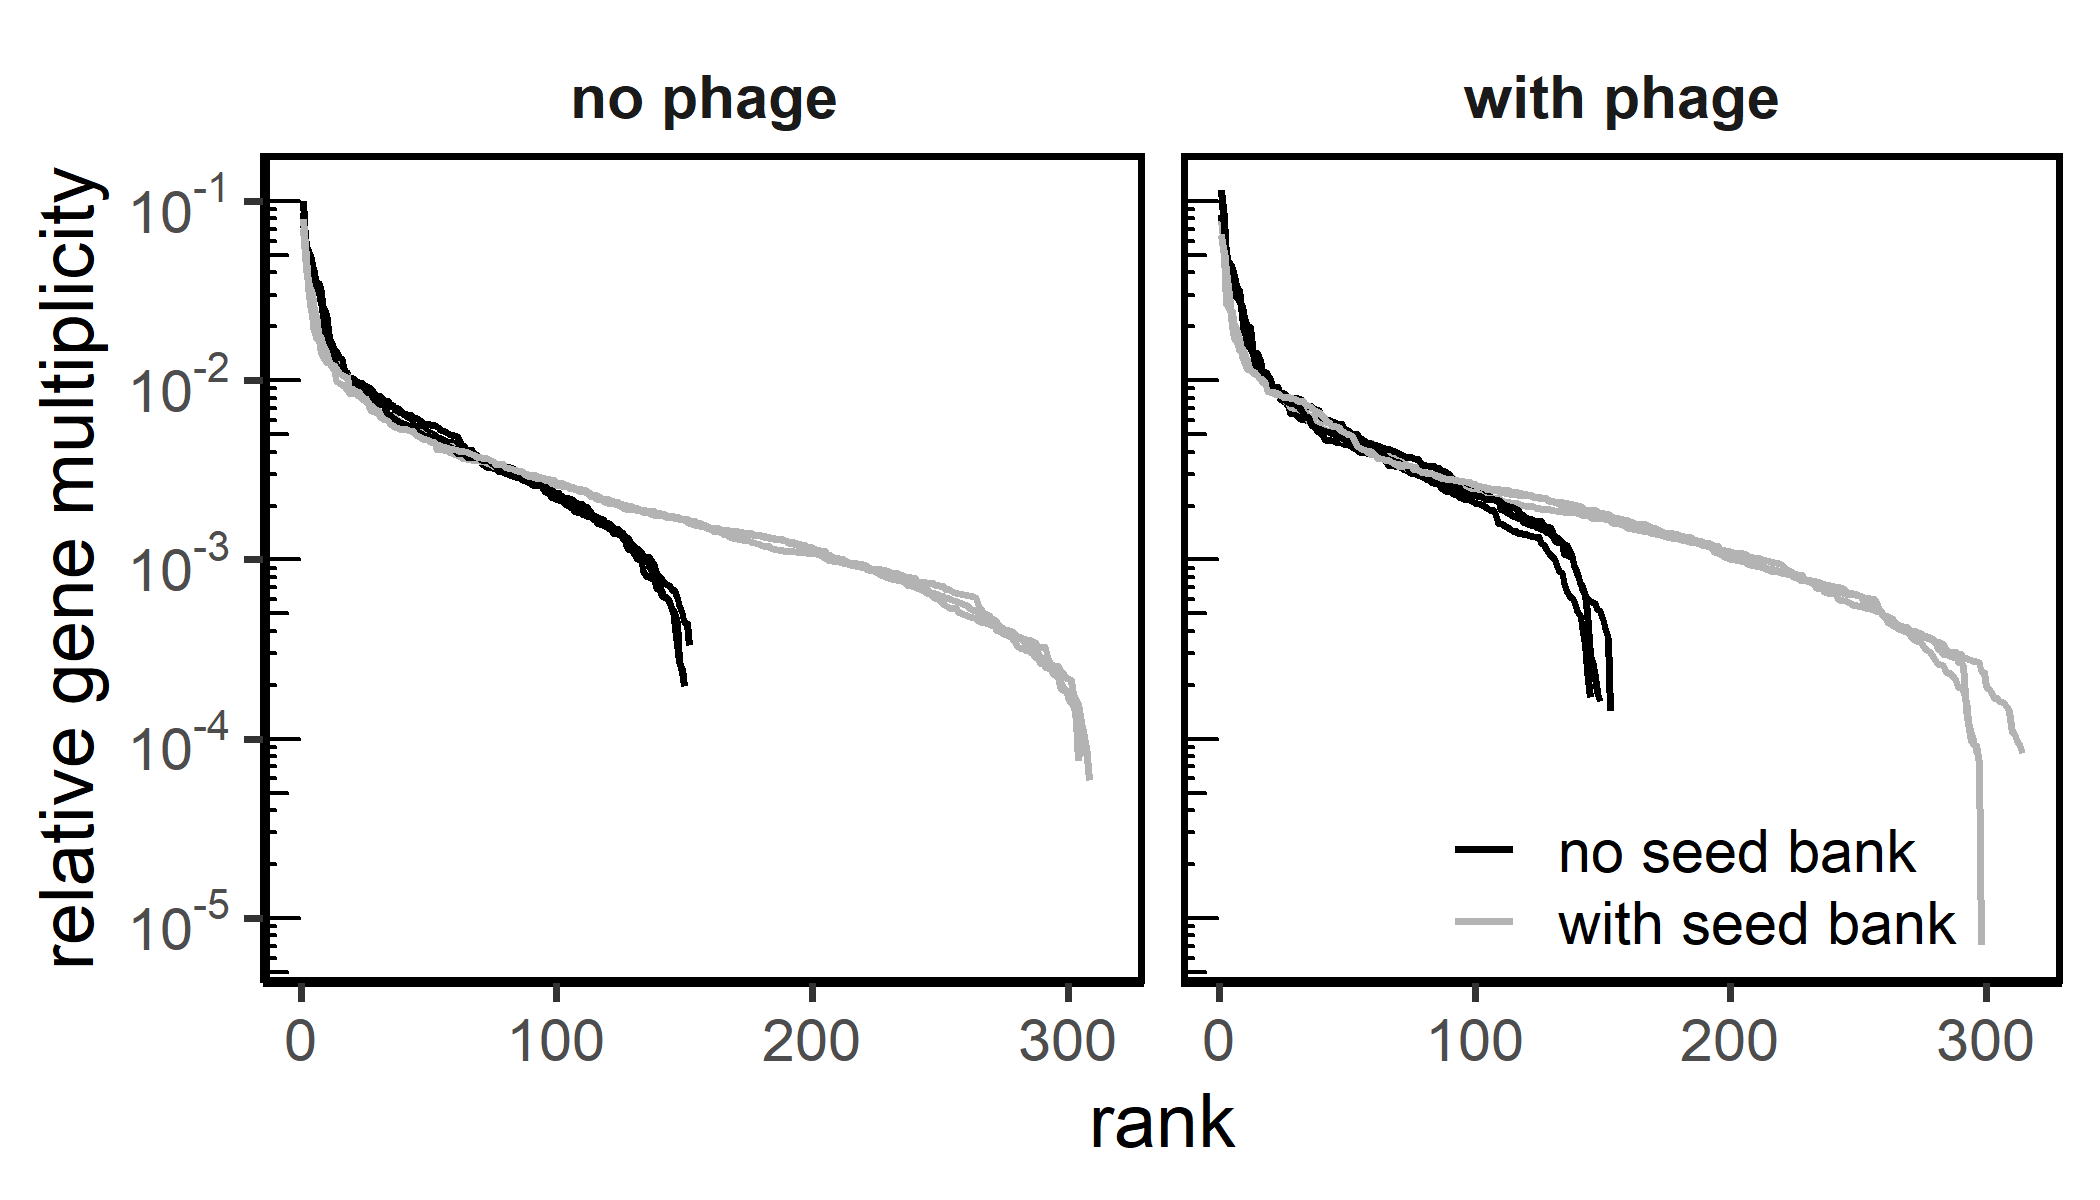 no phage
with phage
relative gene multiplicity
10-1
10-2
10-3
10-4
10-5
no seed bank
with seed bank
0 100 200 300
0 100 200 300
rank